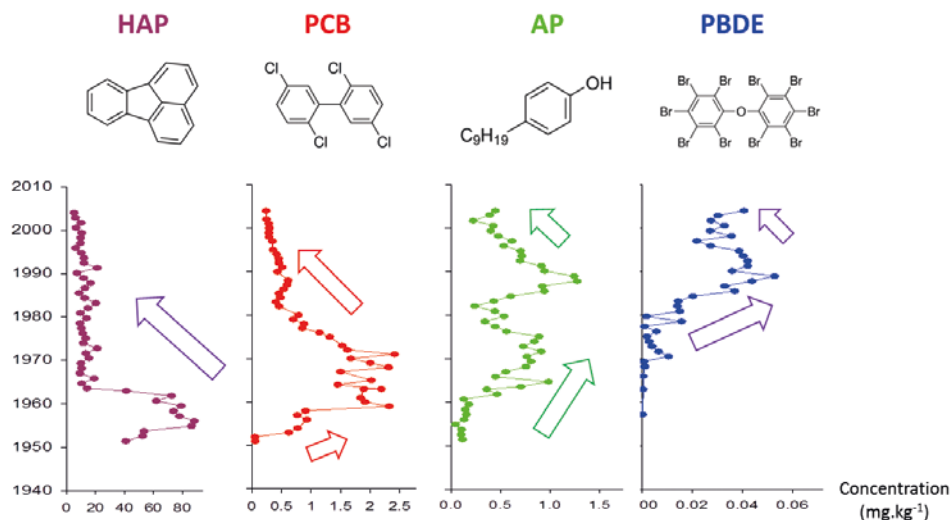 HAP PCB AP PBDE
Cl Cl Cl Cl
OH
C9H19
Br Br Br Br
Br O Br
Br Br Br Br
2010
2000
1990
1980
1970
1960
1950
1940
0 20 40 60 80
0 0.5 1 1.5 2 2.5
0.0 0.5 1.0 1.5
00 0.02 0.04 0.06
Concentration
(mg.kg-1)